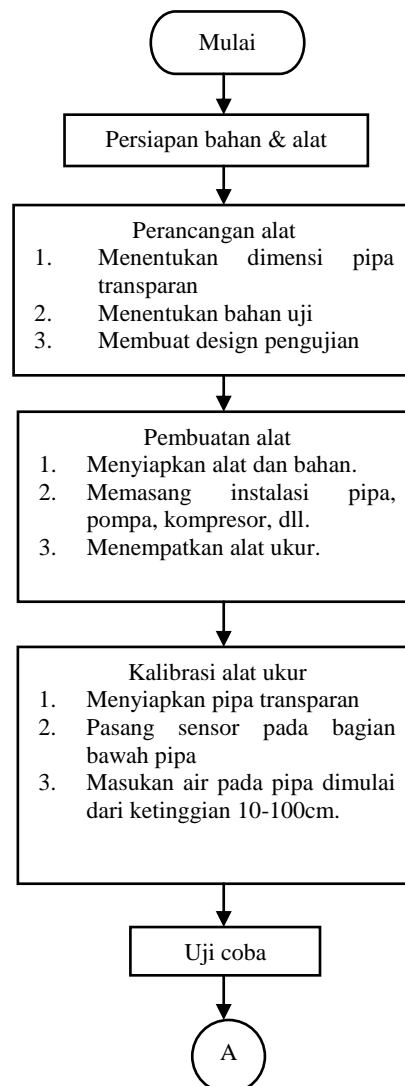 Mulai
Persiapan bahan & alat
Perancangan alat
1. Menentukan dimensi pipa
transparan
2. Menentukan bahan uji
3. Membuat design pengujian
Pembuatan alat
1. Menyiapkan alat dan bahan.
2. Memasang instalasi pipa,
pompa, kompresor, dll.
3. Menempatkan alat ukur.
Kalibrasi alat ukur
1. Menyiapkan pipa transparan
2. Pasang sensor pada bagian
bawah pipa
3. Masukan air pada pipa dimulai
dari ketinggian 10-100cm.
Uji coba
A